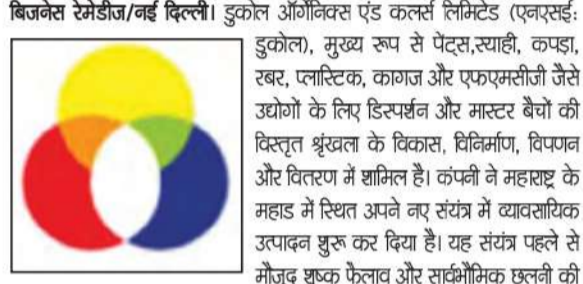 बिजनेस रेमेडीज/नई दिल्ली। डुकोल ऑर्गेनिक्स एंड कलर्स लिमिटेड (एनएसई:
डुकोल), मुख्य रूप से पेंट्स,स्याही, कपड़ा,
रबर, प्लास्टिक, कागज और एफएमसीजी जैसे
उद्योगों के लिए डिस्पर्शन और मास्टर बैचों की
विस्तृत श्रृंखला के विकास, विनिर्माण, विपणन
और वितरण में शामिल है। कंपनी ने महाराष्ट्र के
महाड में स्थित अपने नए संयंत्र में व्यावसायिक
उत्पादन शुरू कर दिया है। यह संयंत्र पहले से
मौजूद शुष्क फैलाव और सार्वभौमिक छलनी की